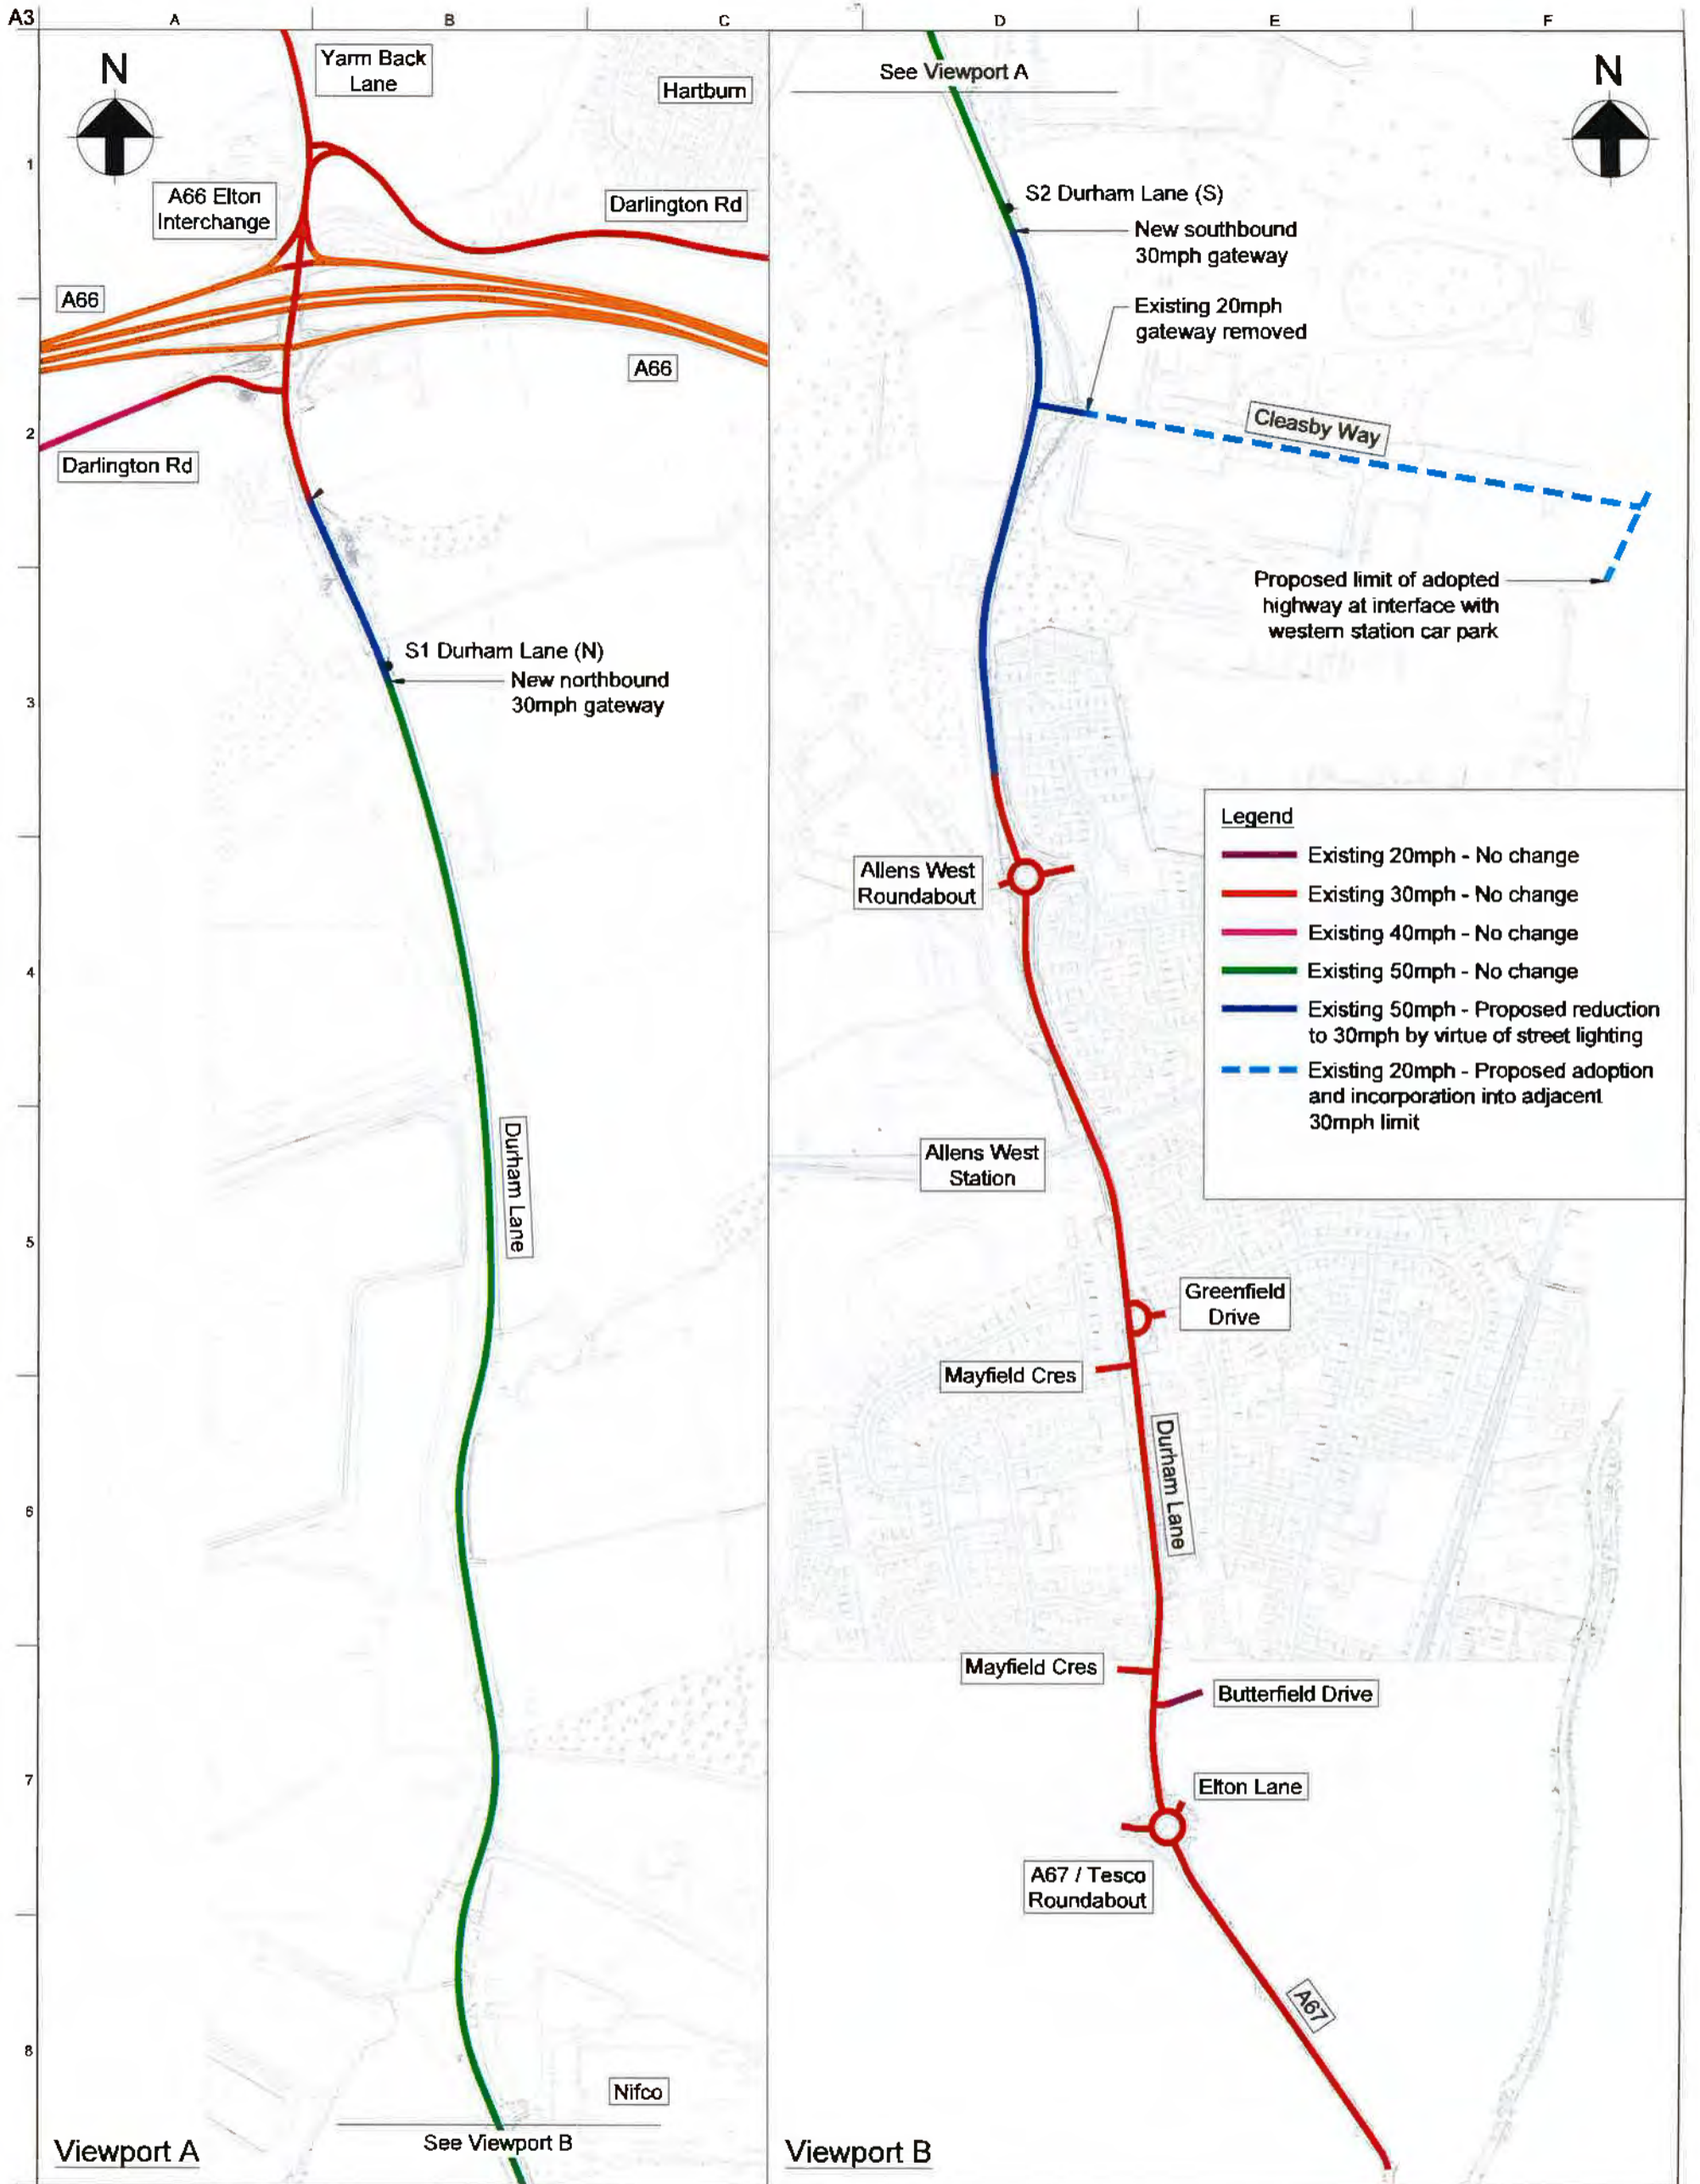 A3
A
B
C
D
E
F
1
2
3
4
5
6
7
8
N
Yarm Back
Lane
Hartburn
A66 Elton
Interchange
Darlington Rd
A66
A66
Darlington Rd
S1 Durham Lane (N)
New northbound
30mph gateway
Durham Lane
Nifco
See Viewport B
Viewport A
See Viewport A
N
S2 Durham Lane (S)
New southbound
30mph gateway
Existing 20mph
gateway removed
Cleasby Way
Proposed limit of adopted
highway at interface with
western station car park
Legend
Existing 20mph - No change
Existing 30mph - No change
Existing 40mph - No change
Existing 50mph - No change
Existing 50mph - Proposed reduction
to 30mph by virtue of street lighting
Existing 20mph - Proposed adoption
and incorporation into adjacent
30mph limit
Allens West
Roundabout
Allens West
Station
Greenfield
Drive
Mayfield Cres
Durham Lane
Mayfield Cres
Butterfield Drive
Elton Lane
A67 / Tesco
Roundabout
A67
Viewport B